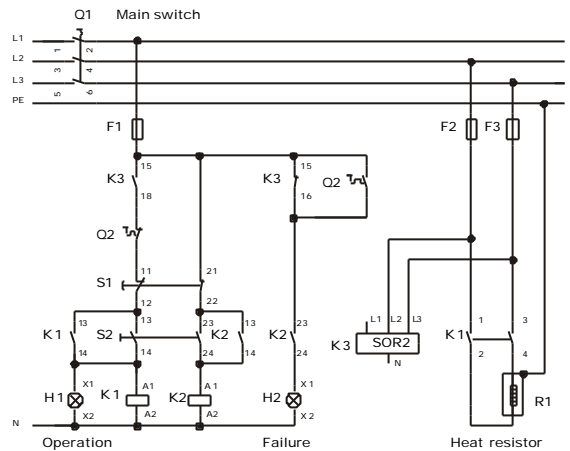 Q1 Main switch
L1
1 2
L2
3 4
L3
5 6
PE
F1 F2 F3
15 15
K3 K3 Q2
18 16
Q2
11 21
S1
12 22
L1 L2 L3
13 13 23 13 23 1 3
K1 S2 K2 K2 K3 SOR2 K1
14 14 24 14 24 N 2 4
X1 A1 A1 X1
H1 K1 K2 H2 R1
X2 A2 A2 X2
N
Operation Failure Heat resistor